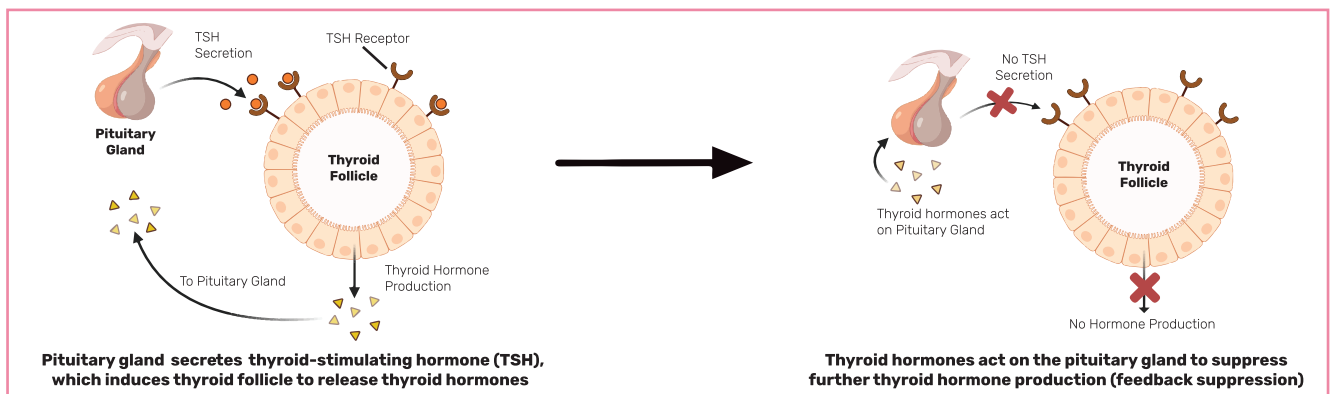 TSH
Secretion
TSH Receptor
Pituitary
Gland
Thyroid
Follicle
To Pituitary Gland
Thyroid Hormone
Production
Pituitary gland secretes thyroid-stimulating hormone (TSH),
which induces thyroid follicle to release thyroid hormones
No TSH
Secretion
Thyroid
Follicle
Thyroid hormones act
on Pituitary Gland
No Hormone Production
Thyroid hormones act on the pituitary gland to suppress
further thyroid hormone production (feedback suppression)